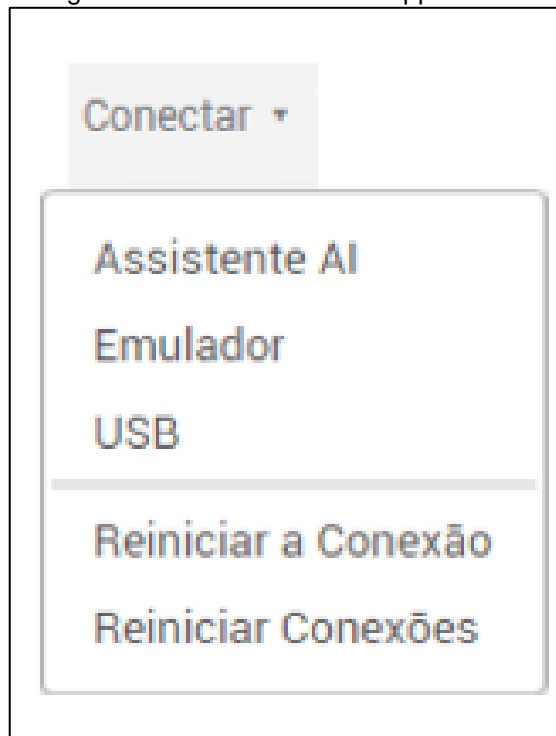 Conectar
Assistente AI
Emulador
USB
Reiniciar a Conexão
Reiniciar Conexões